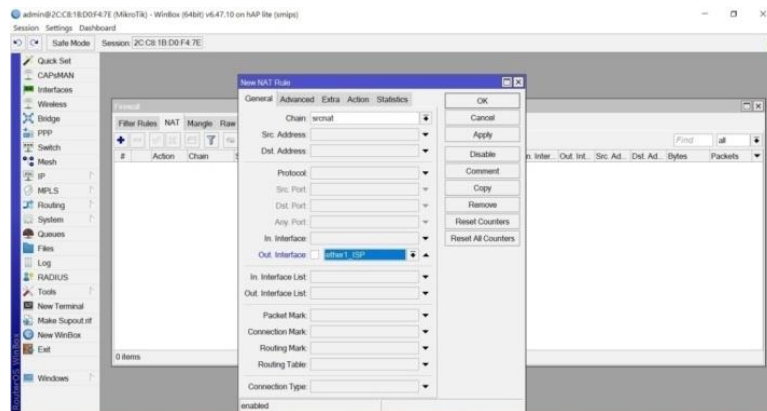 admin@2C:C8:1B:D0:F4:7E (MikroTik) - WinBox (64bit) v6.47.10 on hAP lite (smips)
Session Settings Dashboard
Safe Mode Session: 2C:C8:1B:D0:F4:7E
Quick Set
CAPsMAN
Interfaces
Wireless
Bridge
PPP
Switch
Mesh
IP
MPLS
Routing
System
Queues
Files
Log
RADIUS
Tools
New Terminal
Make Supout.rif
New WinBox
Exit
Windows
RouterOS WinBox
Firewall
Filter Rules NAT Mangle Raw
Find all
# Action Chain
n. Inter... Out. Int... Src. Ad... Dst. Ad... Bytes Packets
0 items
New NAT Rule
General Advanced Extra Action Statistics
Chain: srcnat
Src. Address:
Dst. Address:
Protocol:
Src. Port:
Dst. Port:
Any. Port:
In. Interface:
Out. Interface: ether1_ISP
In. Interface List:
Out. Interface List:
Packet Mark:
Connection Mark:
Routing Mark:
Routing Table:
Connection Type:
enabled
OK
Cancel
Apply
Disable
Comment
Copy
Remove
Reset Counters
Reset All Counters